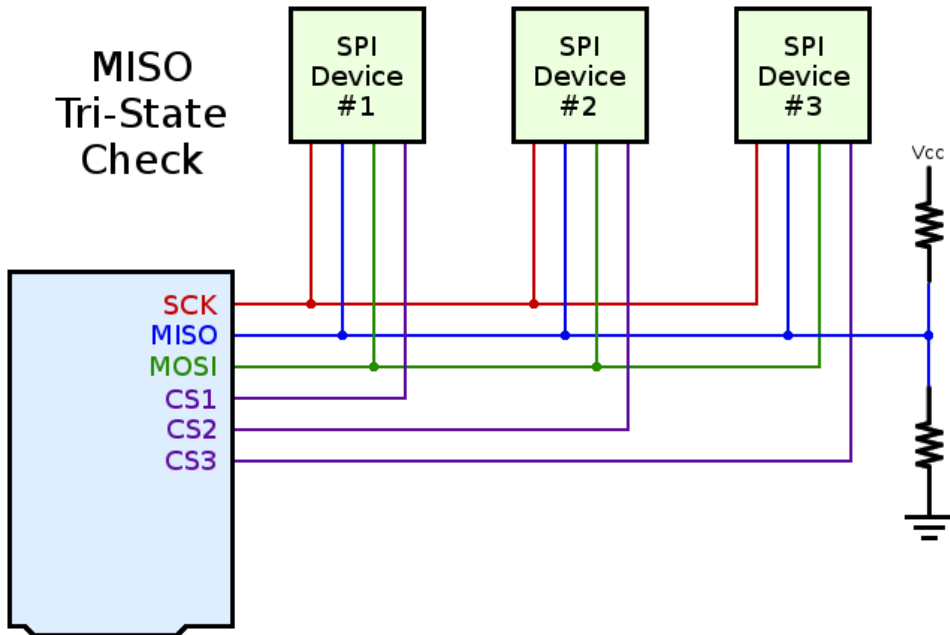 MISO
Tri-State
Check
SPI
Device
#1
SPI
Device
#2
SPI
Device
#3
Vcc
SCK
MISO
MOSI
CS1
CS2
CS3